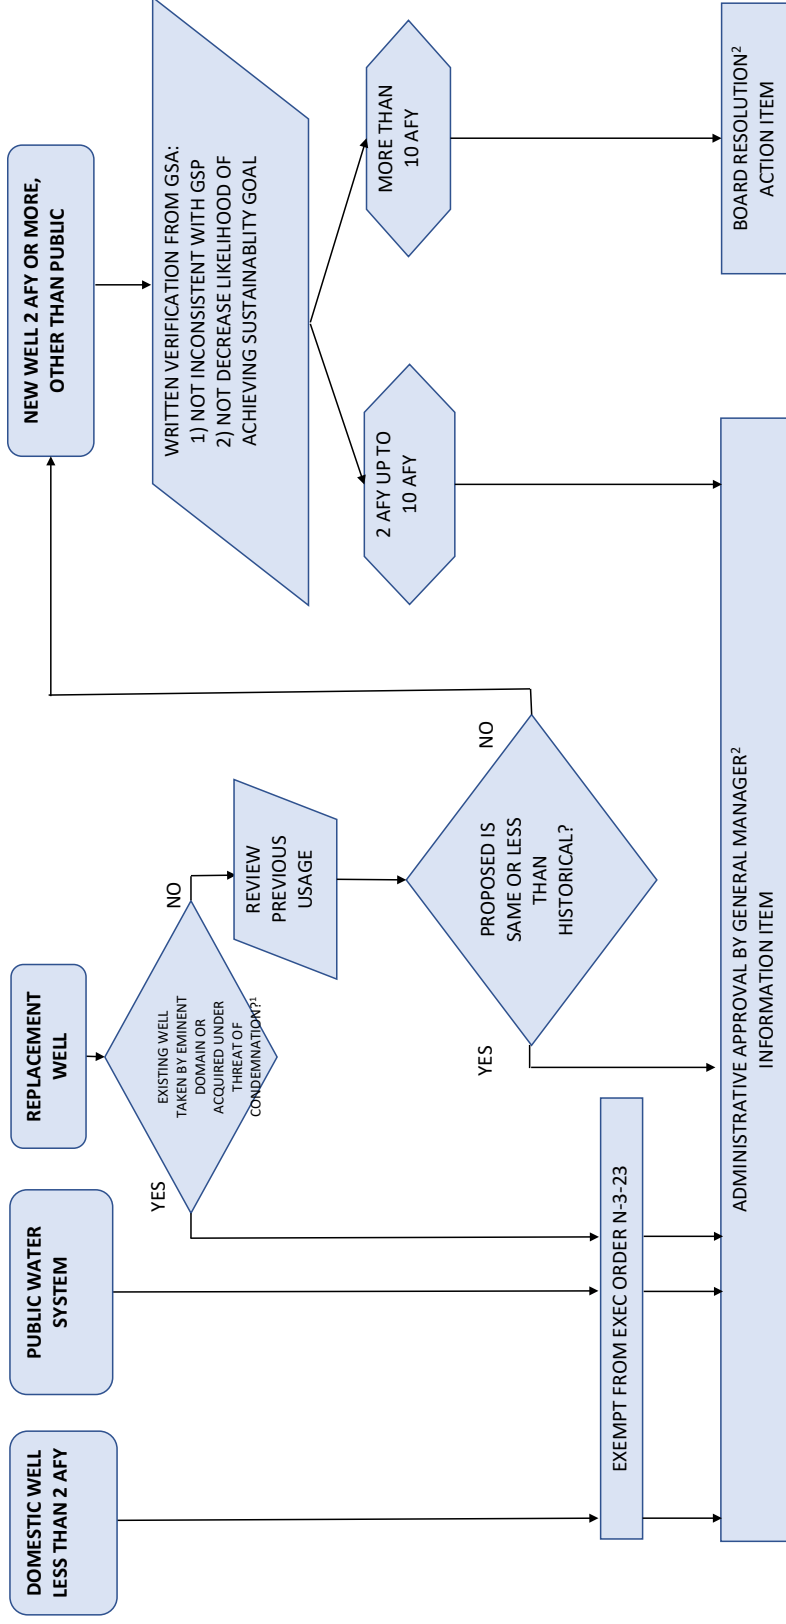 DOMESTIC WELL
LESS THAN 2 AFY
PUBLIC WATER
SYSTEM
REPLACEMENT
WELL
NEW WELL 2 AFY OR MORE,
OTHER THAN PUBLIC
YES
EXISTING WELL
TAKEN BY EMINENT
DOMAIN OR
ACQUIRED UNDER
THREAT OF
CONDEMNATION?¹
NO
REVIEW
PREVIOUS
USAGE
WRITTEN VERIFICATION FROM GSA:
1) NOT INCONSISTENT WITH GSP
2) NOT DECREASE LIKELIHOOD OF
ACHIEVING SUSTAINABLITY GOAL
YES
PROPOSED IS
SAME OR LESS
THAN
HISTORICAL?
NO
2 AFY UP TO
10 AFY
MORE THAN
10 AFY
EXEMPT FROM EXEC ORDER N-3-23
ADMINISTRATIVE APPROVAL BY GENERAL MANAGER²
INFORMATION ITEM
BOARD RESOLUTION²
ACTION ITEM